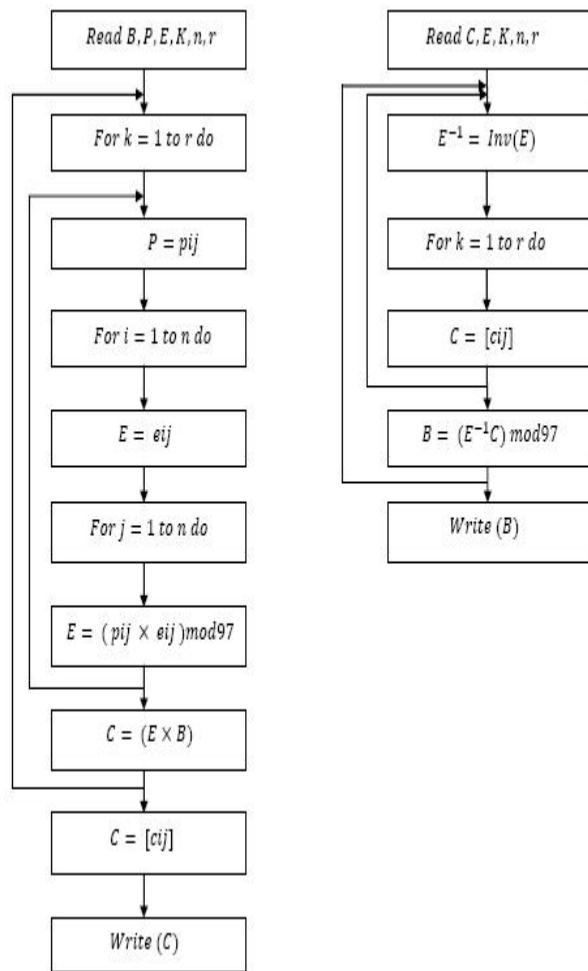 Read B, P, E, K, n, r
For k = 1 to r do
P = pij
For i = 1 to n do
E = eij
For j = 1 to n do
E = ( pij × eij)mod97
C = (E × B)
C = [cij]
Write (C)
Read C, E, K, n, r
E⁻¹ = Inv(E)
For k = 1 to r do
C = [cij]
B = (E⁻¹C) mod97
Write (B)